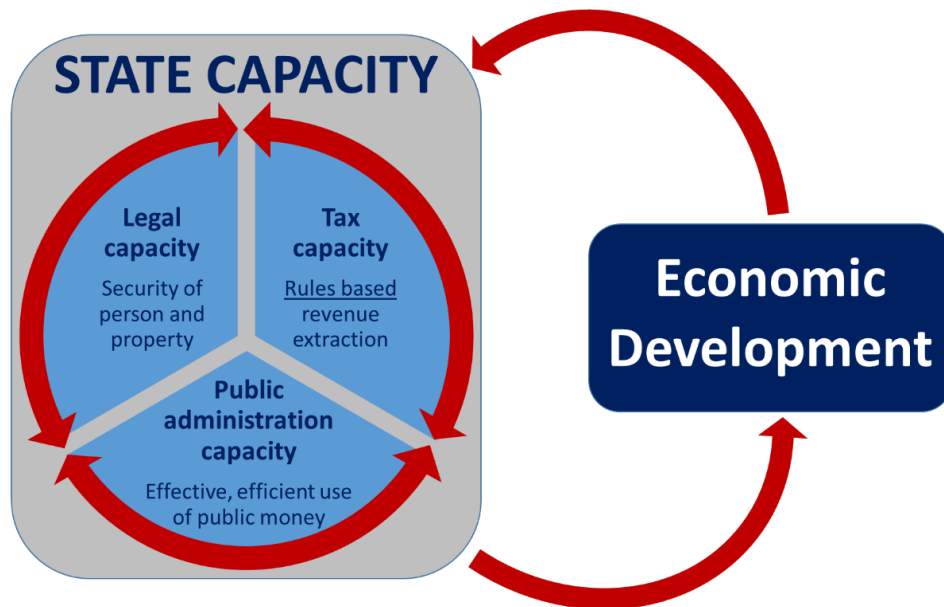 STATE CAPACITY
Legal
capacity
Security of
person and
property
Tax
capacity
Rules based
revenue
extraction
Public
administration
capacity
Effective, efficient use
of public money
Economic
Development